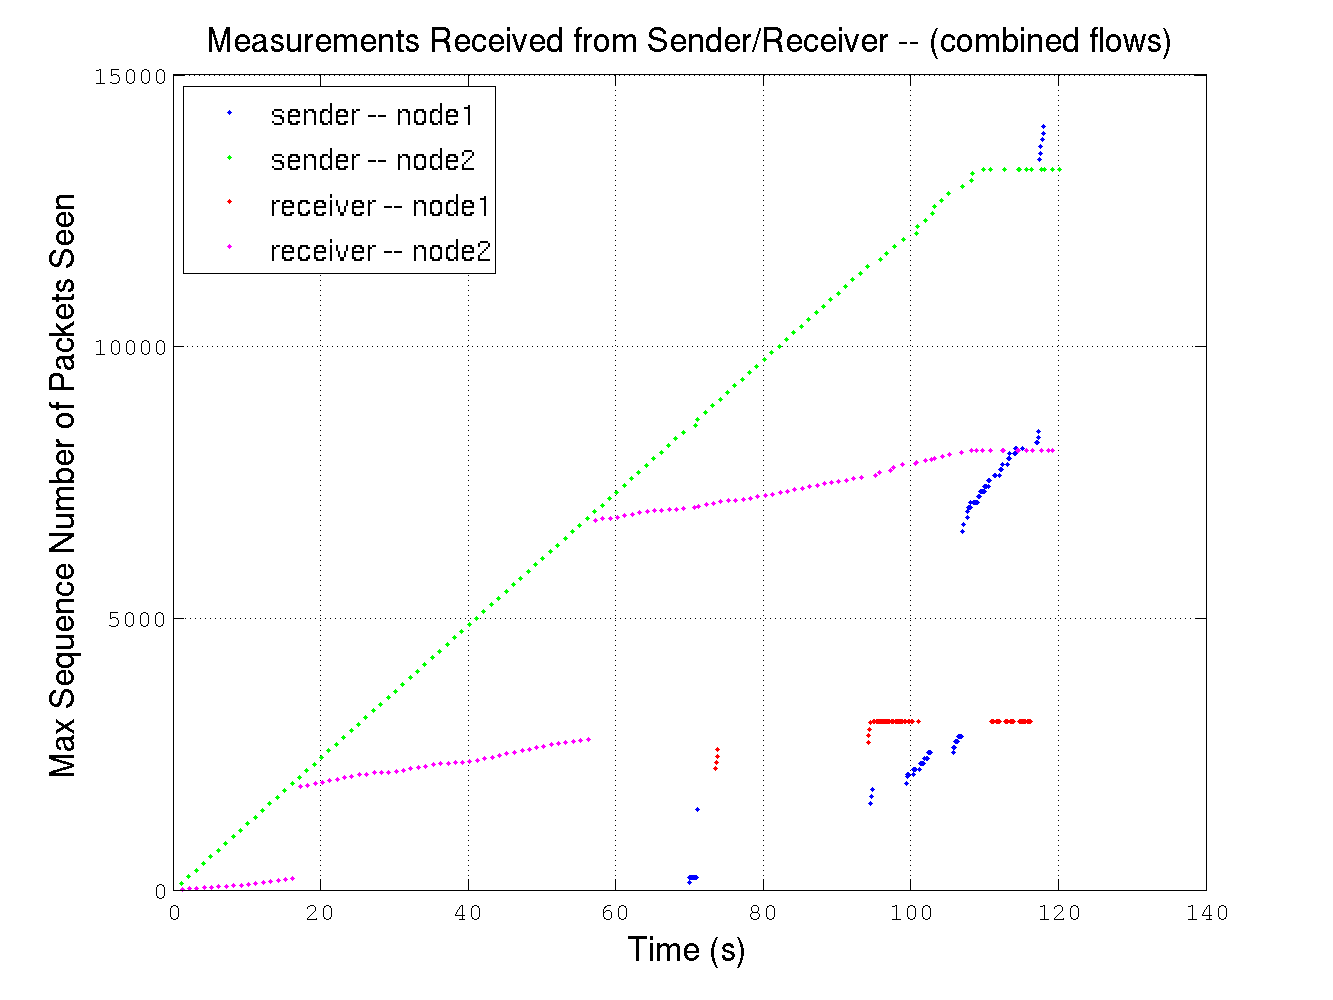 Measurements Received from Sender/Receiver -- (combined flows)
15000
sender -- node1
sender -- node2
receiver -- node1
receiver -- node2
Max Sequence Number of Packets Seen
10000
5000
0
0 20 40 60 80 100 120 140
Time (s)